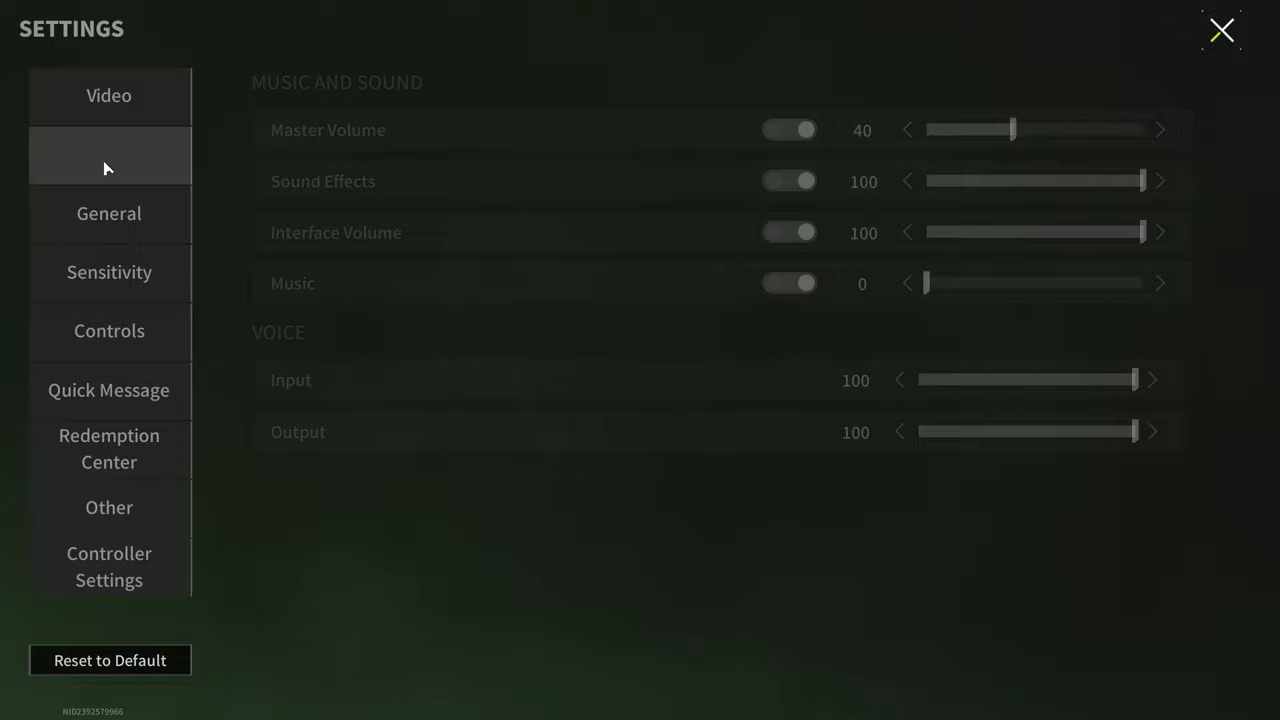 SETTINGS
Video
General
Sensitivity
Controls
Quick Message
Redemption
Center
Other
Controller
Settings
Reset to Default
NID2392579966
MUSIC AND SOUND
Master Volume 40
Sound Effects 100
Interface Volume 100
Music 0
VOICE
Input 100
Output 100